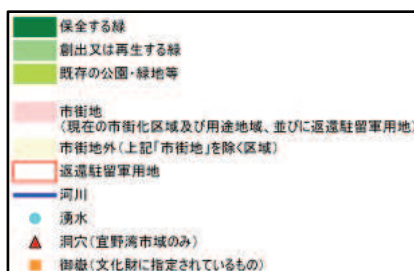 保全する緑
創出又は再生する緑
既存の公園・緑地等
市街地
(現在の市街化区域及び用途地域、並びに返還駐留軍用地)
市街地外(上記「市街地」を除く区域)
返還駐留軍用地
河川
湧水
洞穴(宜野湾市域のみ)
御嶽(文化財に指定されているもの)